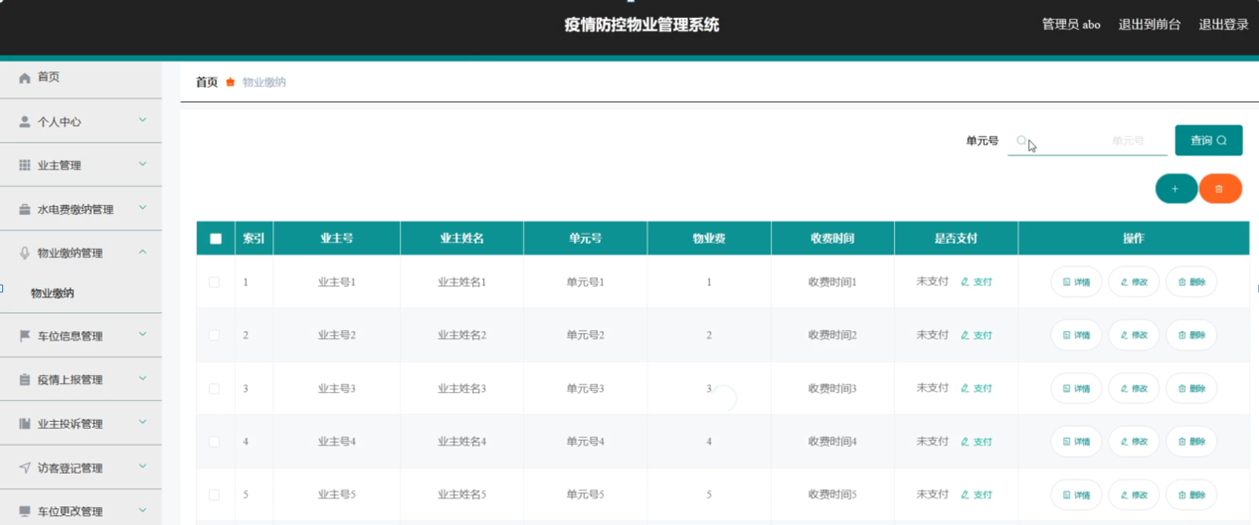 疫情防控物业管理系统
管理员 abo 退出到前台 退出登录
首页
个人中心
业主管理
水电费缴纳管理
物业缴纳管理
物业缴纳
车位信息管理
疫情上报管理
业主投诉管理
访客登记管理
车位更改管理
首页 物业缴纳
单元号 单元号 查询
+
索引 业主号 业主姓名 单元号 物业费 收费时间 是否支付 操作
1 业主号1 业主姓名1 单元号1 1 收费时间1 未支付 支付 详情 修改 删除
2 业主号2 业主姓名2 单元号2 2 收费时间2 未支付 支付 详情 修改 删除
3 业主号3 业主姓名3 单元号3 3 收费时间3 未支付 支付 详情 修改 删除
4 业主号4 业主姓名4 单元号4 4 收费时间4 未支付 支付 详情 修改 删除
5 业主号5 业主姓名5 单元号5 5 收费时间5 未支付 支付 详情 修改 删除